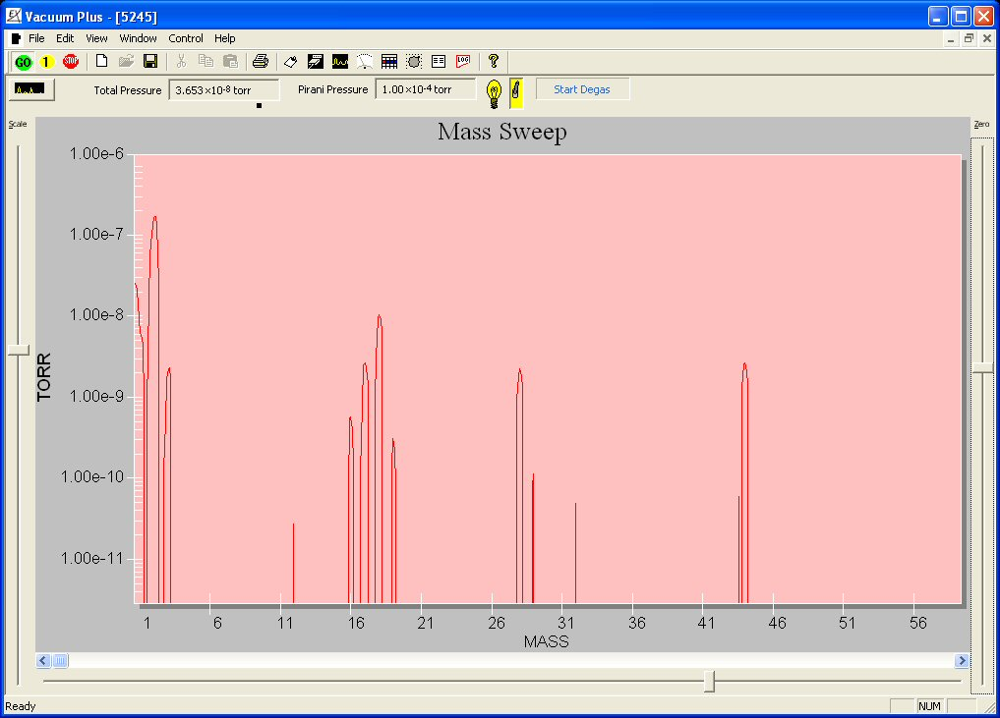 Vacuum Plus - [5245]
File Edit View Window Control Help
GO 1 STOP
Total Pressure 3.653×10-8 torr Pirani Pressure 1.00×10-4 torr Start Degas
Scale
Zero
Mass Sweep
1.00e-6
1.00e-7
1.00e-8
1.00e-9
1.00e-10
1.00e-11
TORR
1 6 11 16 21 26 31 36 41 46 51 56
MASS
Ready NUM